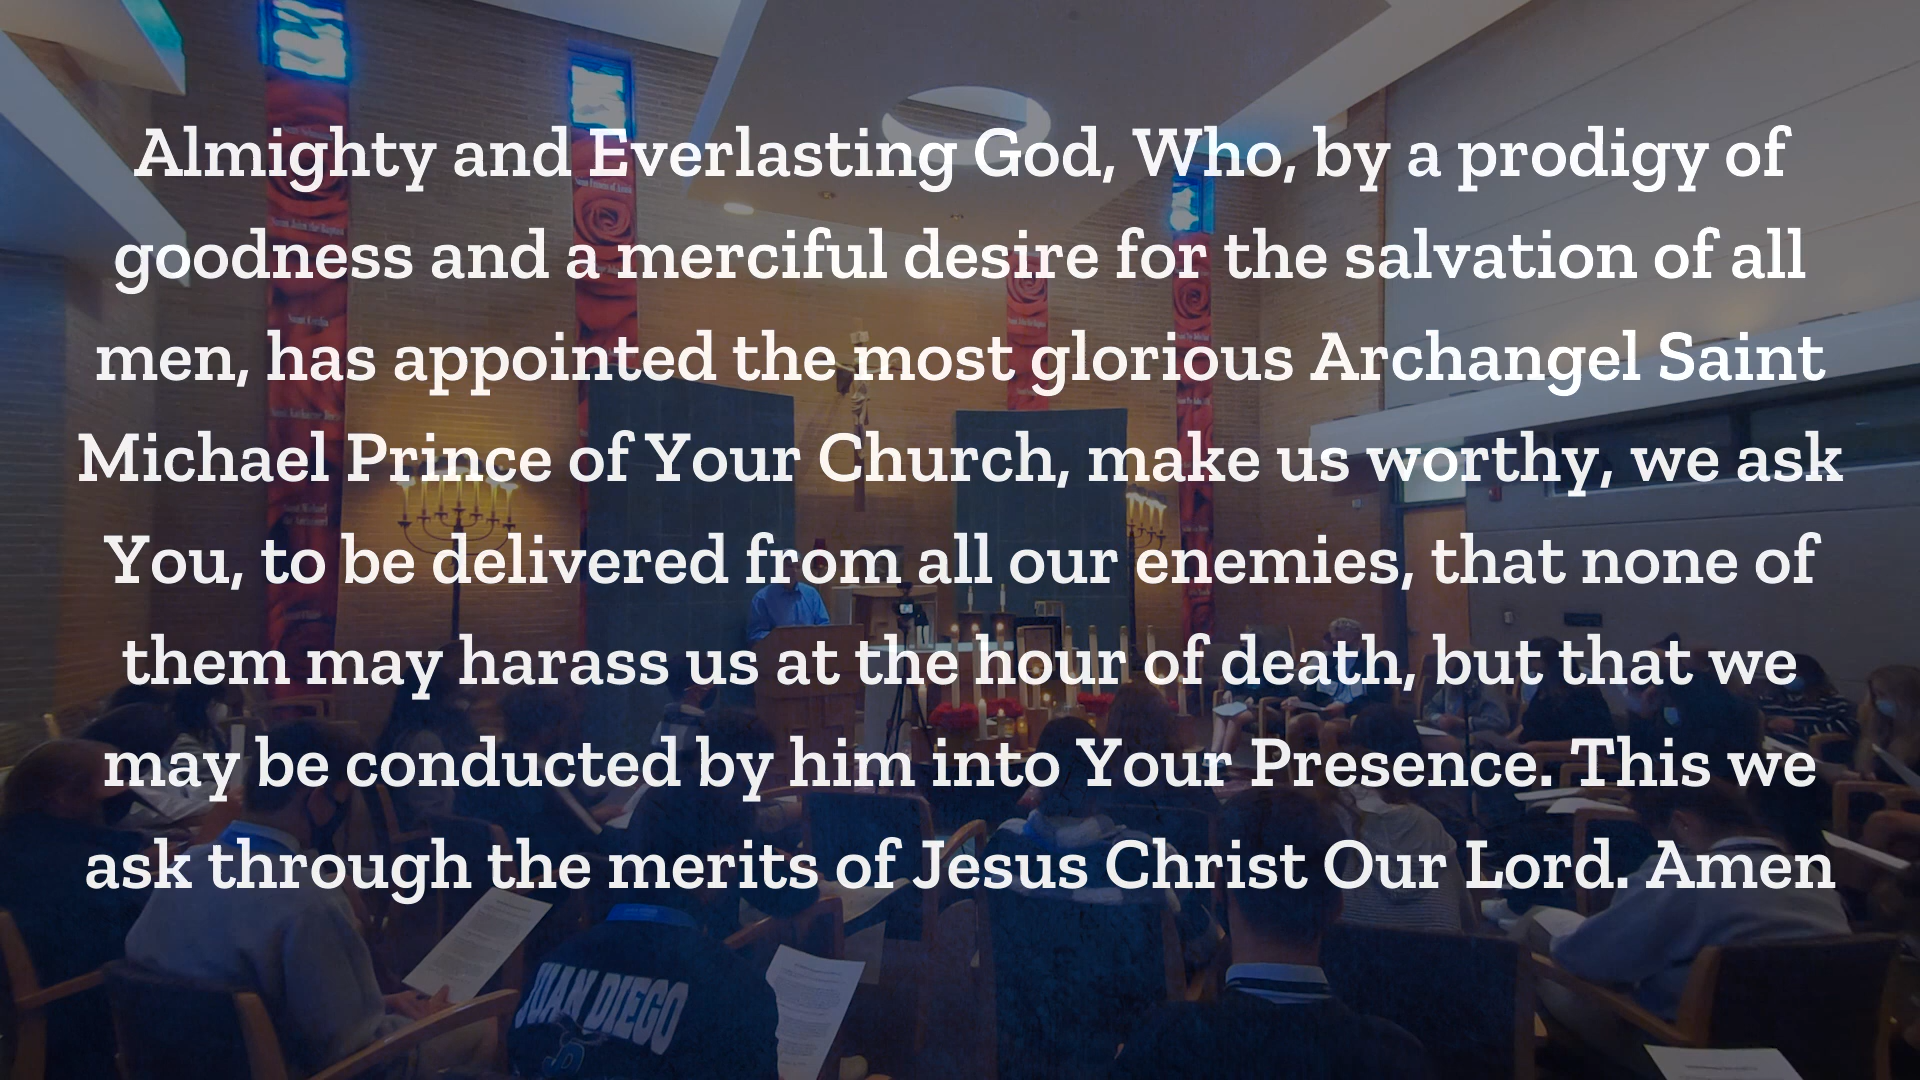 Almighty and Everlasting God, Who, by a prodigy of
goodness and a merciful desire for the salvation of all
men, has appointed the most glorious Archangel Saint
Michael Prince of Your Church, make us worthy, we ask
You, to be delivered from all our enemies, that none of
them may harass us at the hour of death, but that we
may be conducted by him into Your Presence. This we
ask through the merits of Jesus Christ Our Lord. Amen
JUAN DIEGO